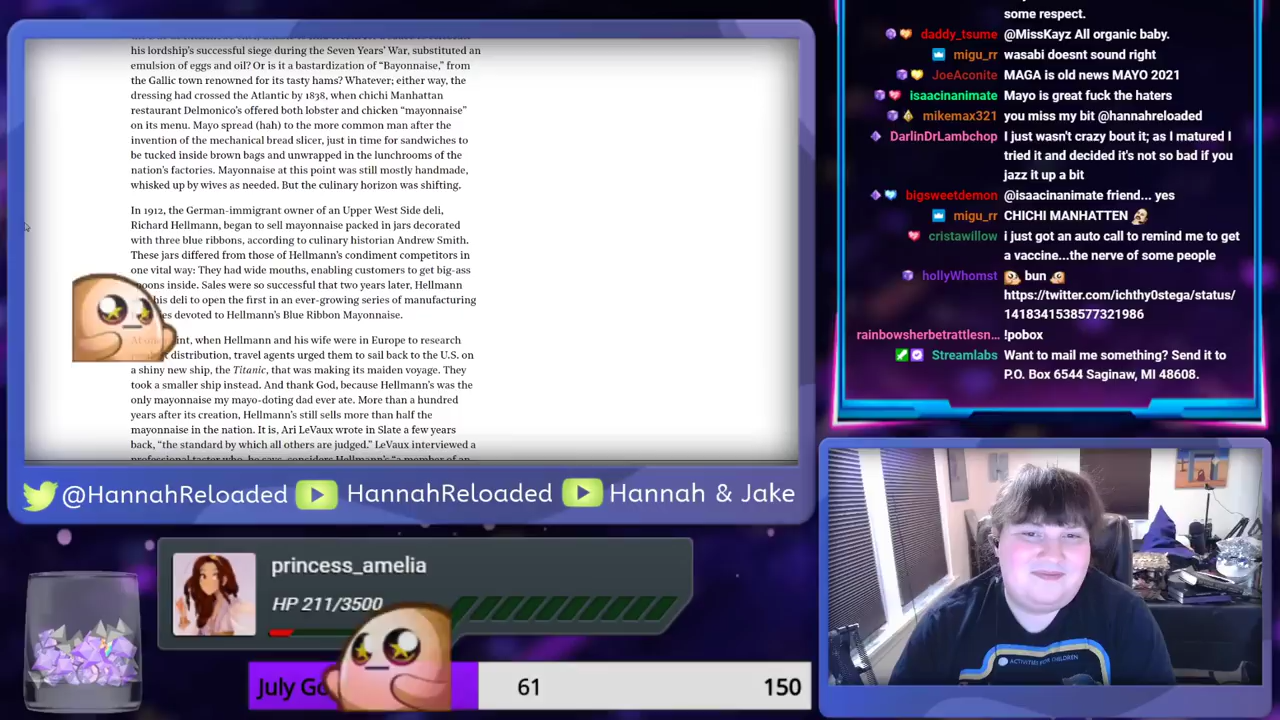 his lordship's successful siege during the Seven Years' War, substituted an
emulsion of eggs and oil? Or is it a bastardization of “Bayonnaise,” from
the Gallic town renowned for its tasty hams? Whatever; either way, the
dressing had crossed the Atlantic by 1838, when chichi Manhattan
restaurant Delmonico's offered both lobster and chicken “mayonnaise”
on its menu. Mayo spread (hah) to the more common man after the
invention of the mechanical bread slicer, just in time for sandwiches to
be tucked inside brown bags and unwrapped in the lunchrooms of the
nation's factories. Mayonnaise at this point was still mostly handmade,
whisked up by wives as needed. But the culinary horizon was shifting.
In 1912, the German-immigrant owner of an Upper West Side deli,
Richard Hellmann, began to sell mayonnaise packed in jars decorated
with three blue ribbons, according to culinary historian Andrew Smith.
These jars differed from those of Hellmann's condiment competitors in
one vital way: They had wide mouths, enabling customers to get big-ass
spoons inside. Sales were so successful that two years later, Hellmann
his deli to open the first in an ever-growing series of manufacturing
devoted to Hellmann's Blue Ribbon Mayonnaise.
At one point, when Hellmann and his wife were in Europe to research
distribution, travel agents urged them to sail back to the U.S. on
a shiny new ship, the Titanic, that was making its maiden voyage. They
took a smaller ship instead. And thank God, because Hellmann's was the
only mayonnaise my mayo-doting dad ever ate. More than a hundred
years after its creation, Hellmann's still sells more than half the
mayonnaise in the nation. It is, Ari LeVaux wrote in Slate a few years
back, “the standard by which all others are judged.” LeVaux interviewed a
professional taster who, he says, considers Hellmann's “a member of an
@HannahReloaded HannahReloaded Hannah & Jake
princess_amelia
HP 211/3500
July Go 61 150
some respect.
daddy_tsume @MissKayz All organic baby.
migu_rr wasabi doesnt sound right
JoeAconite MAGA is old news MAYO 2021
isaacinanimate Mayo is great fuck the haters
mikemax321 you miss my bit @hannahreloaded
DarlinDrLambchop I just wasn't crazy bout it; as I matured I
tried it and decided it's not so bad if you
jazz it up a bit
bigsweetdemon @isaacinanimate friend... yes
migu_rr CHICHI MANHATTEN
cristawillow i just got an auto call to remind me to get
a vaccine...the nerve of some people
hollyWhomst bun
https://twitter.com/ichthy0stega/status/
1418341538577321986
rainbowsherbetrattlesn... !pobox
Streamlabs Want to mail me something? Send it to
P.O. Box 6544 Saginaw, MI 48608.
ACTIVITIES FOR CHILDREN